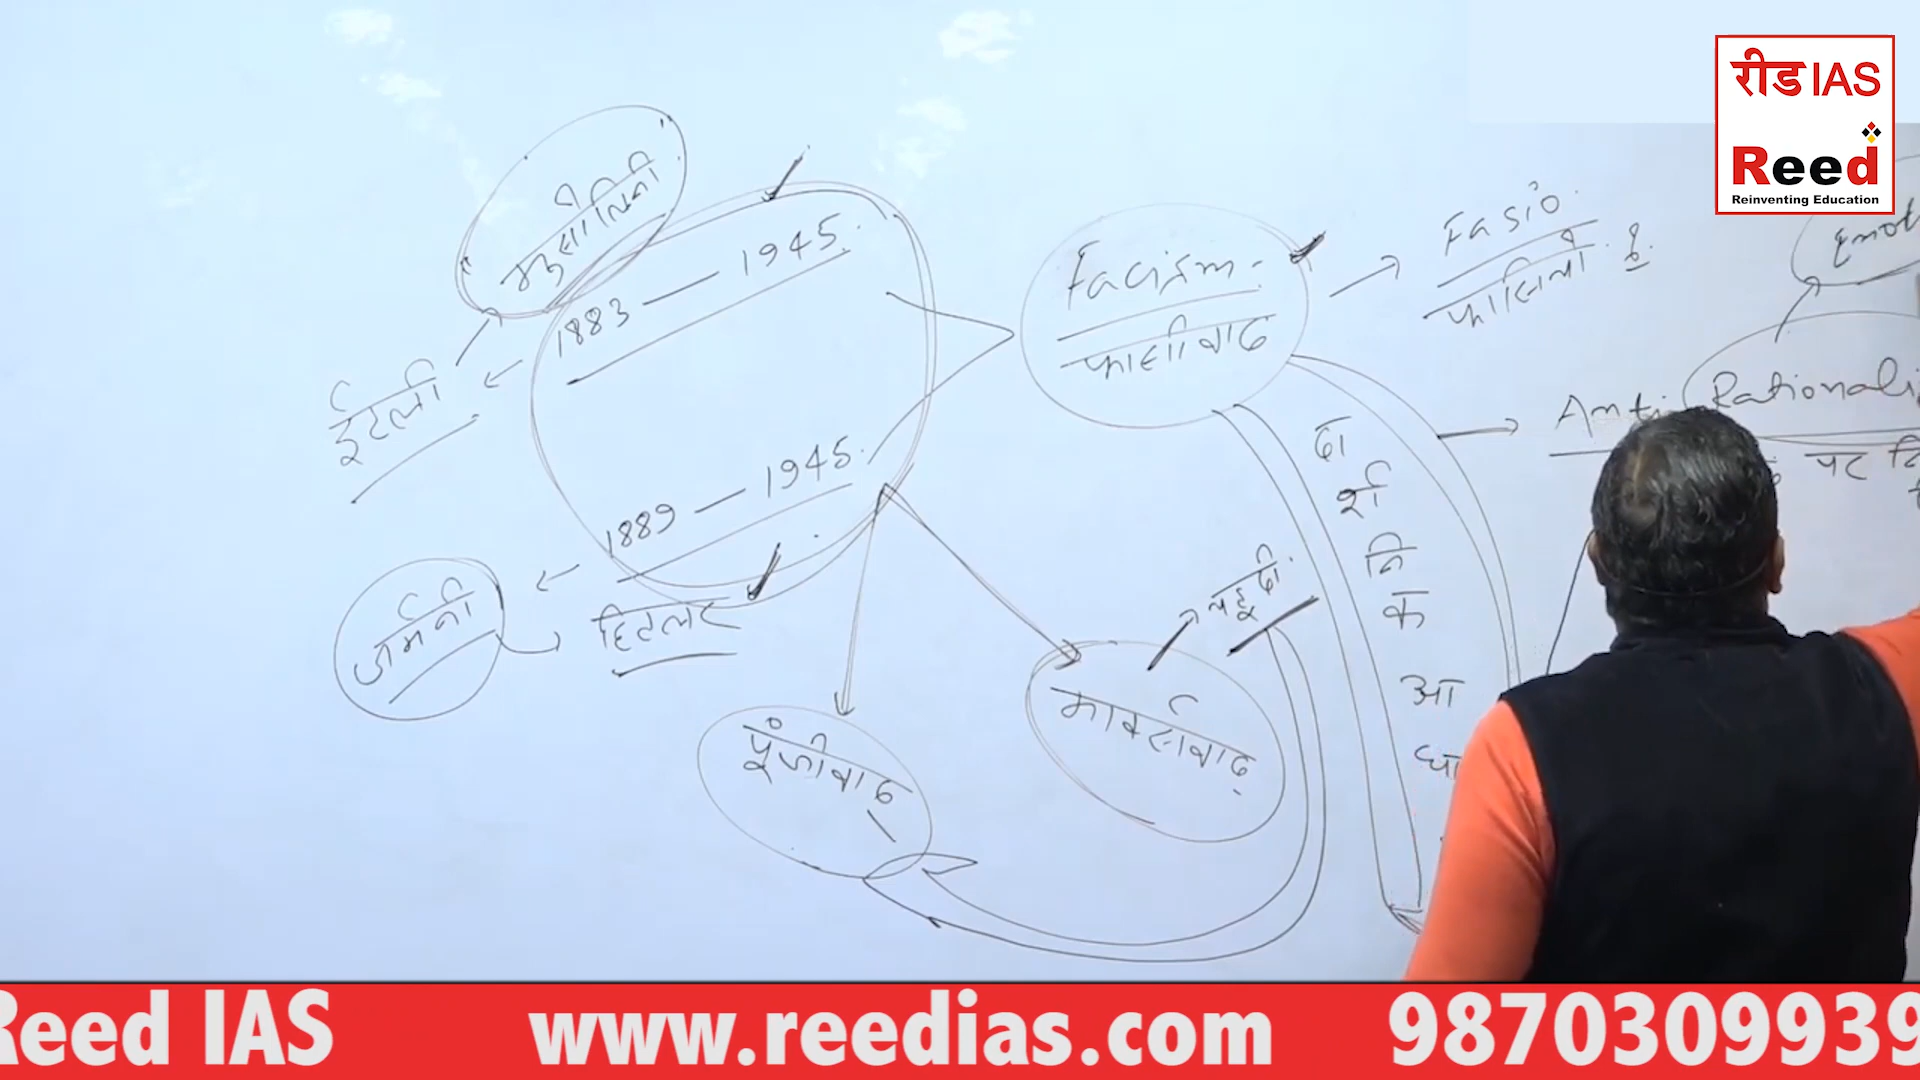 रीड IAS
Reed
Reinventing Education
मुसोलिनी
1883 — 1945.
ईटली
1889 — 1945.
जर्मनी
हिटलर
Facism.
फासीवाद
Fasio.
फासियो
Anti Rationali
दा
र्श
नि
क
आ
धा
यहूदी.
मार्क्सवाद
पूंजीवाद
Reed IAS
www.reedias.com
9870309939